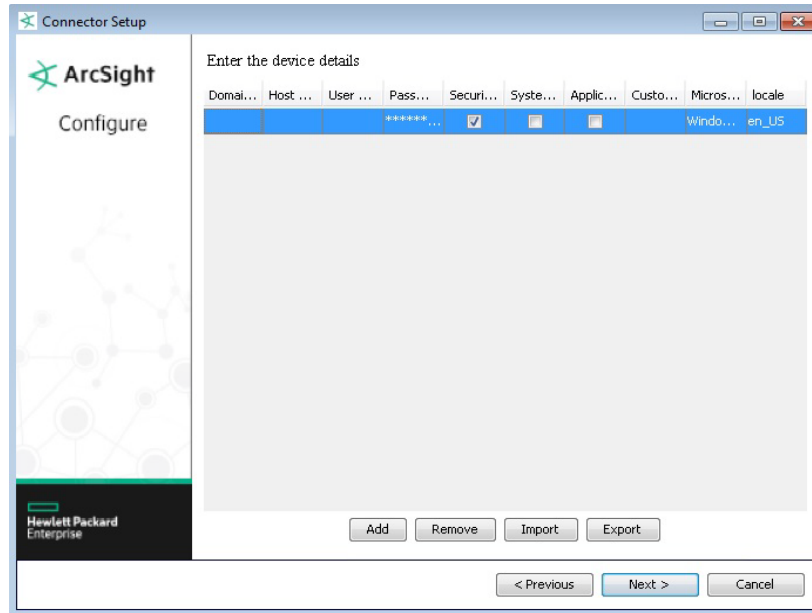 Connector Setup
ArcSight
Configure
Enter the device details
Domai... Host ... User ... Pass... Securi... Syste... Applic... Custo... Micros... locale
******... Windo... en_US
Add Remove Import Export
Hewlett Packard
Enterprise
< Previous Next > Cancel